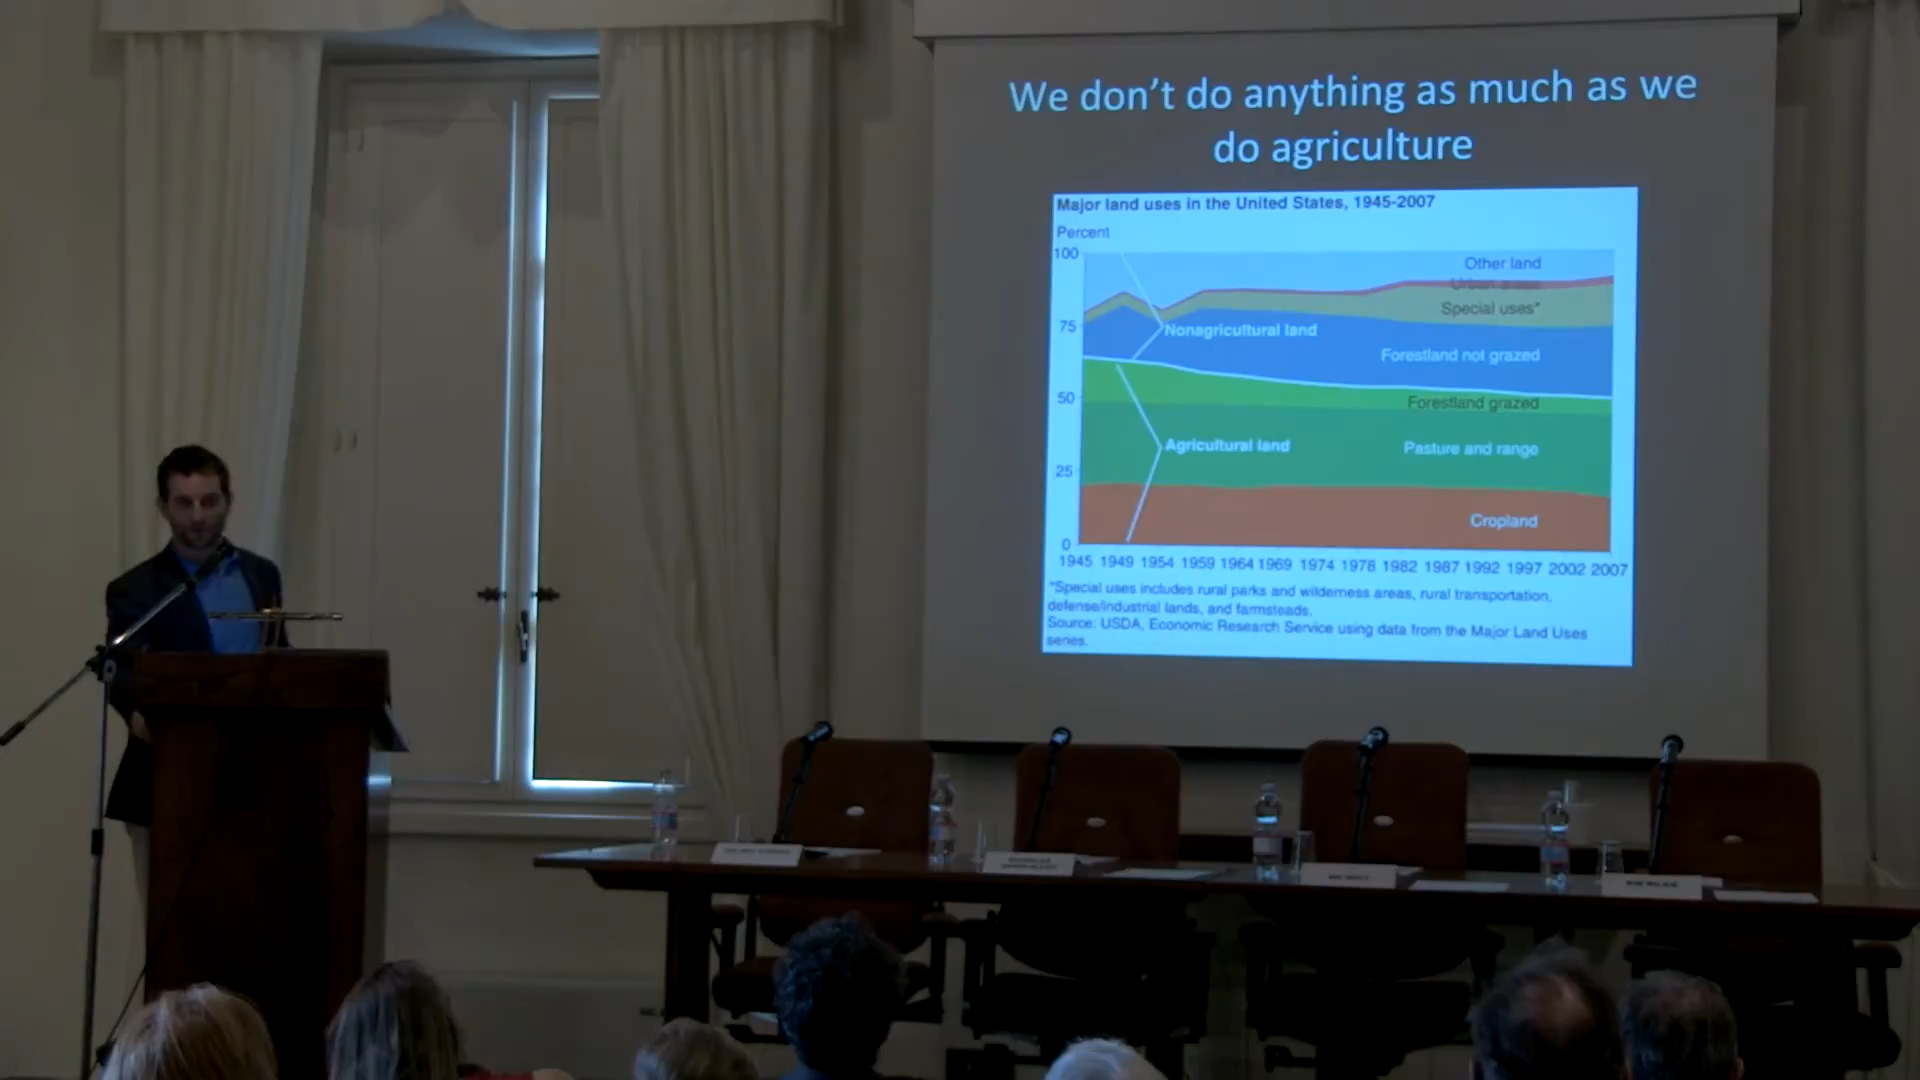 We don't do anything as much as we
do agriculture
Major land uses in the United States, 1945-2007
Percent
100
75
50
25
0
Other land
Urban areas
Special uses*
Nonagricultural land
Forestland not grazed
Forestland grazed
Agricultural land
Pasture and range
Cropland
1945 1949 1954 1959 1964 1969 1974 1978 1982 1987 1992 1997 2002 2007
*Special uses includes rural parks and wilderness areas, rural transportation,
defense/industrial lands, and farmsteads.
Source: USDA, Economic Research Service using data from the Major Land Uses
series.